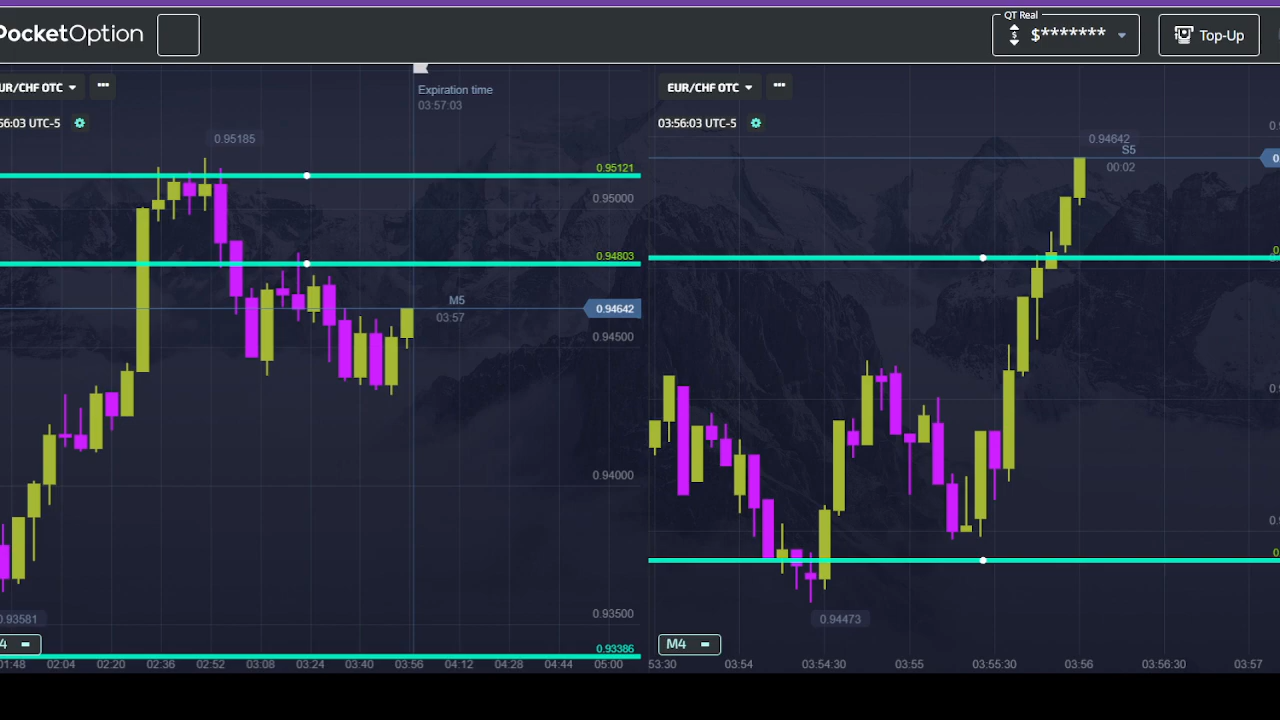 PocketOption
QT Real
$*******
Top-Up
UR/CHF OTC
56:03 UTC-5
Expiration time
03:57:03
0.95185
0.95121
0.95000
0.94803
M5
03:57
0.94642
0.94500
0.94000
0.93500
0.93581
0.93386
4
01:48 02:04 02:20 02:36 02:52 03:08 03:24 03:40 03:56 04:12 04:28 04:44 05:00
EUR/CHF OTC
03:56:03 UTC-5
0.94642
S5
00:02
0.94473
M4
53:30 03:54 03:54:30 03:55 03:55:30 03:56 03:56:30 03:57